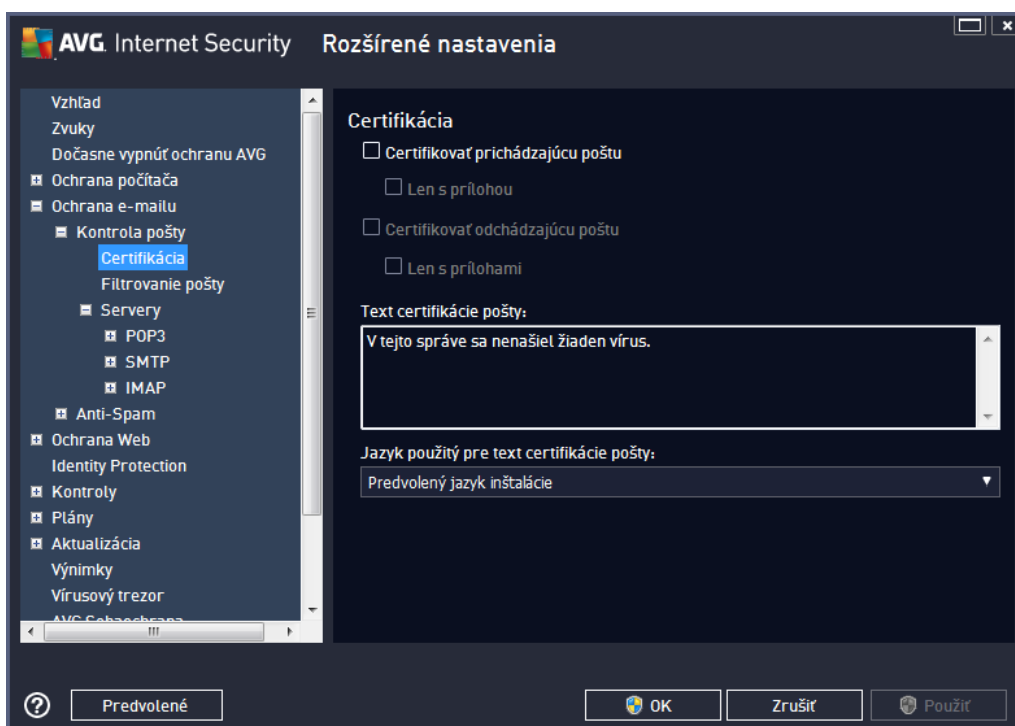 AVG. Internet Security Rozšírené nastavenia
Vzhľad
Zvuky
Dočasne vypnúť ochranu AVG
Ochrana počítača
Ochrana e-mailu
Kontrola pošty
Certifikácia
Filtrovanie pošty
Servery
POP3
SMTP
IMAP
Anti-Spam
Ochrana Web
Identity Protection
Kontroly
Plány
Aktualizácia
Výnimky
Vírusový trezor
AVG Sebaochrana
Certifikácia
Certifikovať prichádzajúcu poštu
Len s prílohou
Certifikovať odchádzajúcu poštu
Len s prílohami
Text certifikácie pošty:
V tejto správe sa nenašiel žiaden vírus.
Jazyk použitý pre text certifikácie pošty:
Predvolený jazyk inštalácie
Predvolené
OK
Zrušiť
Použiť